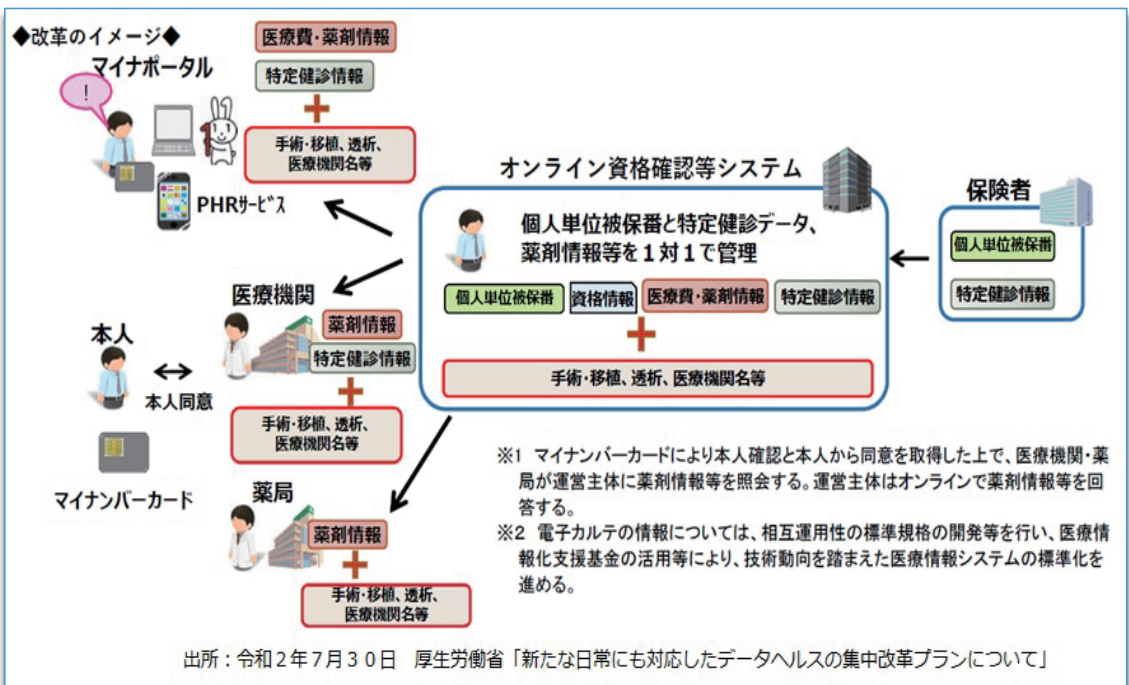 ◆改革のイメージ◆
マイナポータル
!
医療費・薬剤情報
特定健診情報
手術・移植、透析、
医療機関名等
PHRサービス
オンライン資格確認等システム
個人単位被保番と特定健診データ、
薬剤情報等を1対1で管理
個人単位被保番
資格情報
医療費・薬剤情報
特定健診情報
手術・移植、透析、医療機関名等
保険者
個人単位被保番
特定健診情報
医療機関
薬剤情報
特定健診情報
手術・移植、透析、
医療機関名等
本人
本人同意
マイナンバーカード
薬局
薬剤情報
手術・移植、透析、
医療機関名等
※1 マイナンバーカードにより本人確認と本人から同意を取得した上で、医療機関・薬
局が運営主体に薬剤情報等を照会する。運営主体はオンラインで薬剤情報等を回
答する。
※2 電子カルテの情報については、相互運用性の標準規格の開発等を行い、医療情
報化支援基金の活用等により、技術動向を踏まえた医療情報システムの標準化を
進める。
出所：令和2年7月30日 厚生労働省「新たな日常にも対応したデータヘルスの集中改革プランについて」